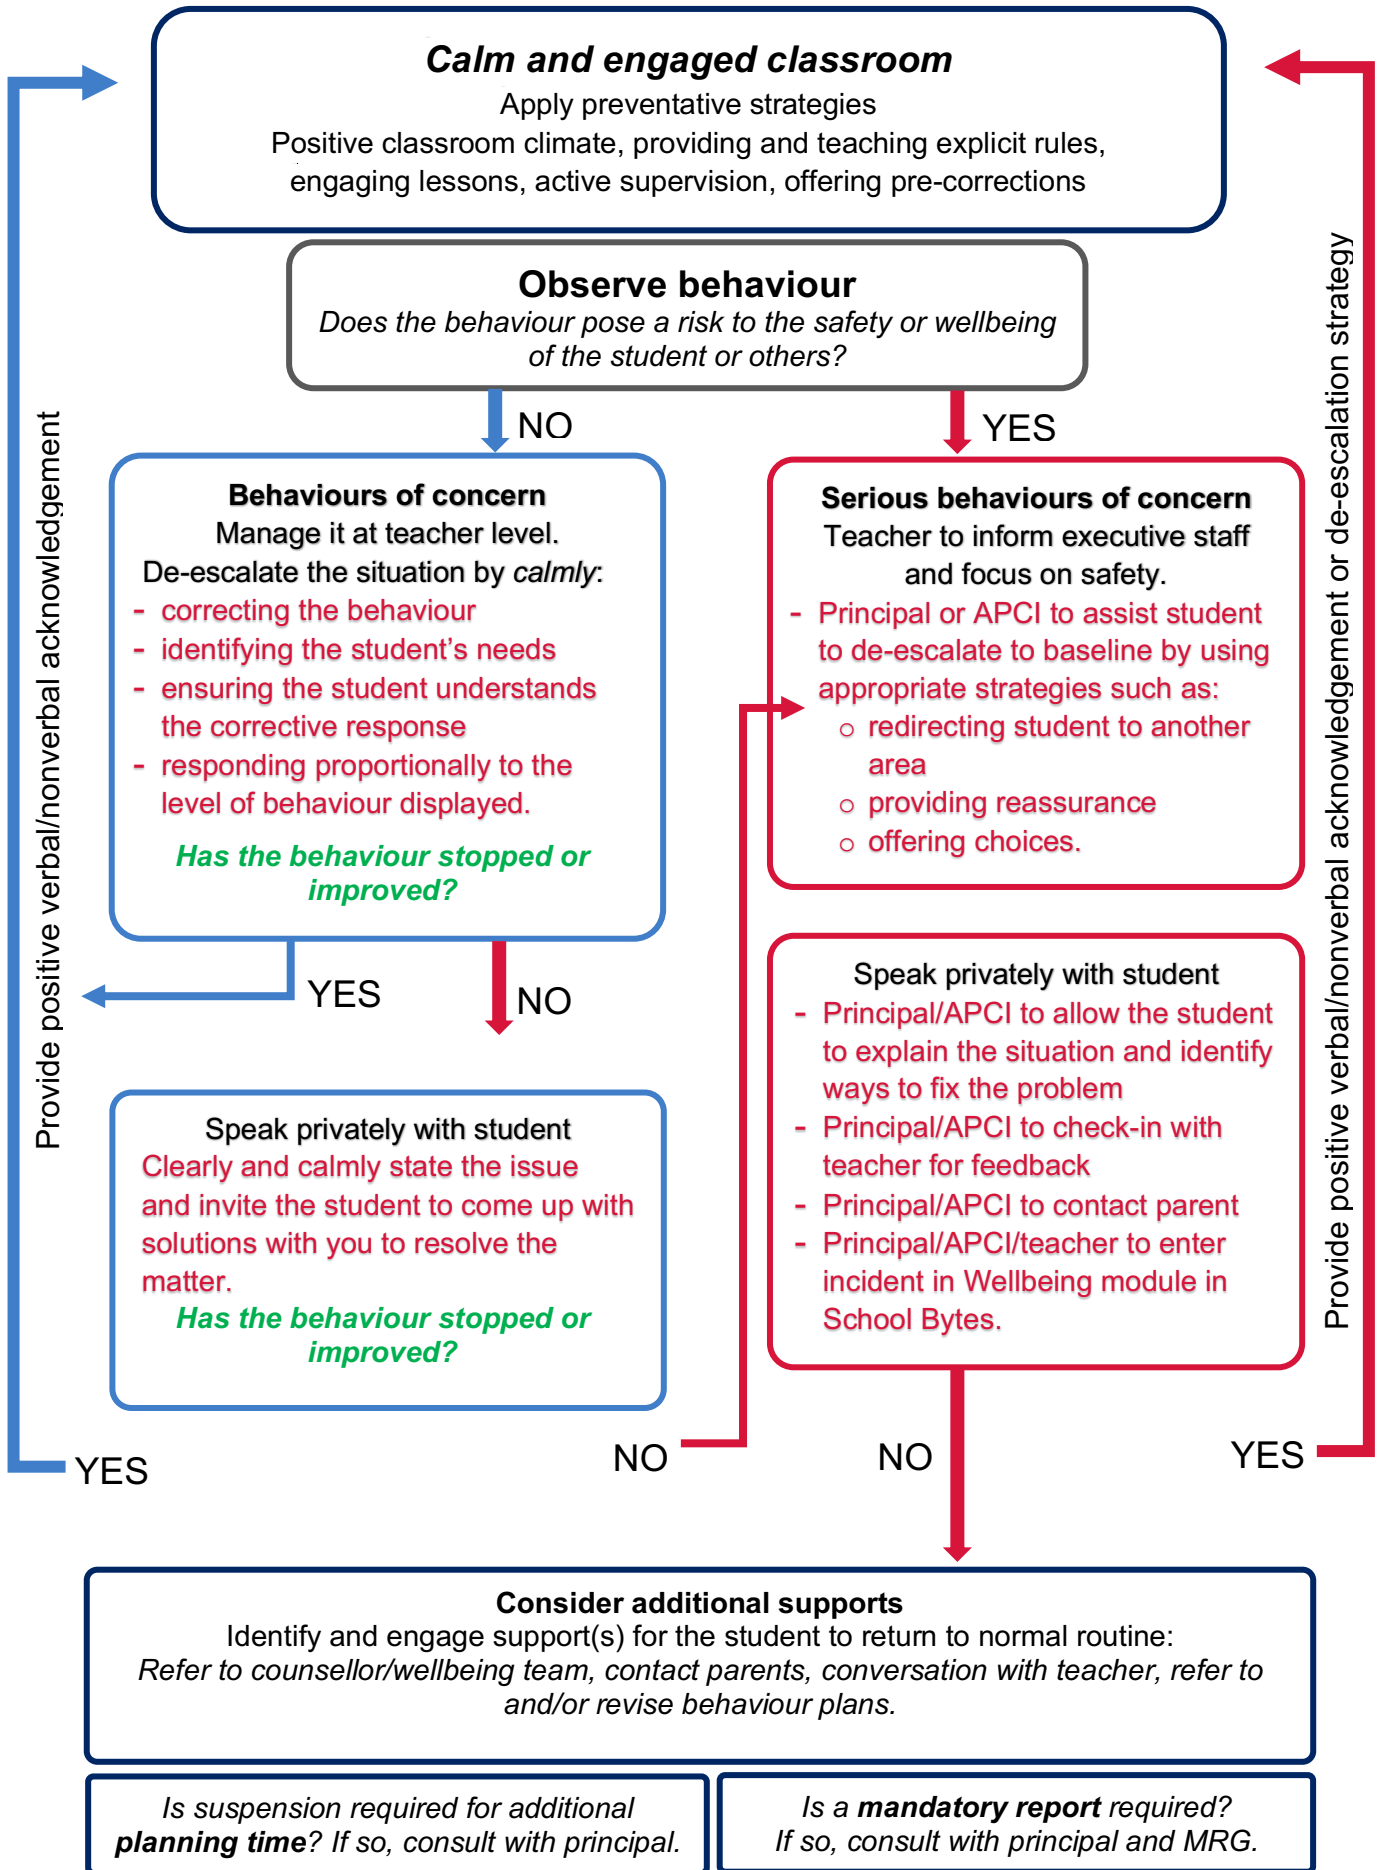 Calm and engaged classroom
Apply preventative strategies
Positive classroom climate, providing and teaching explicit rules,
engaging lessons, active supervision, offering pre-corrections
Observe behaviour
Does the behaviour pose a risk to the safety or wellbeing
of the student or others?
NO
YES
Behaviours of concern
Manage it at teacher level.
De-escalate the situation by calmly:
- correcting the behaviour
- identifying the student's needs
- ensuring the student understands
the corrective response
- responding proportionally to the
level of behaviour displayed.
Has the behaviour stopped or
improved?
YES
NO
Speak privately with student
Clearly and calmly state the issue
and invite the student to come up with
solutions with you to resolve the
matter.
Has the behaviour stopped or
improved?
YES
NO
Provide positive verbal/nonverbal acknowledgement
Serious behaviours of concern
Teacher to inform executive staff
and focus on safety.
- Principal or APCI to assist student
to de-escalate to baseline by using
appropriate strategies such as:
o redirecting student to another
area
o providing reassurance
o offering choices.
Speak privately with student
- Principal/APCI to allow the student
to explain the situation and identify
ways to fix the problem
- Principal/APCI to check-in with
teacher for feedback
- Principal/APCI to contact parent
- Principal/APCI/teacher to enter
incident in Wellbeing module in
School Bytes.
NO
YES
Provide positive verbal/nonverbal acknowledgement or de-escalation strategy
Consider additional supports
Identify and engage support(s) for the student to return to normal routine:
Refer to counsellor/wellbeing team, contact parents, conversation with teacher, refer to
and/or revise behaviour plans.
Is suspension required for additional
planning time? If so, consult with principal.
Is a mandatory report required?
If so, consult with principal and MRG.